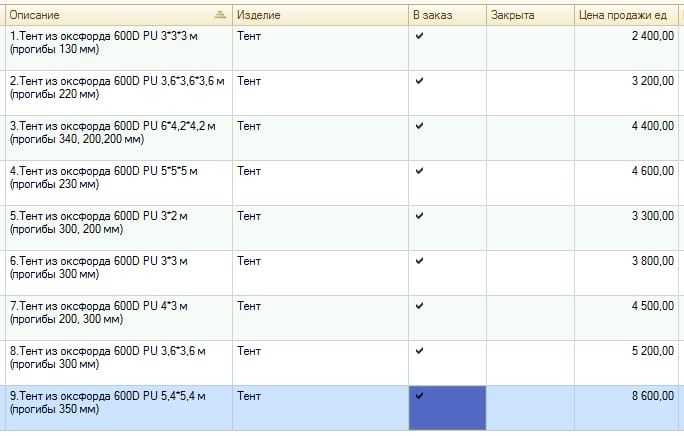 Описание Изделие В заказ Закрыта Цена продажи ед
1.Тент из оксфорда 600D PU 3*3*3 м Тент 2 400,00
(прогибы 130 мм)
2.Тент из оксфорда 600D PU 3,6*3,6*3,6 м Тент 3 200,00
(прогибы 220 мм)
3.Тент из оксфорда 600D PU 6*4,2*4,2 м Тент 4 400,00
(прогибы 340, 200,200 мм)
4.Тент из оксфорда 600D PU 5*5*5 м Тент 4 600,00
(прогибы 230 мм)
5.Тент из оксфорда 600D PU 3*2 м Тент 3 300,00
(прогибы 300, 200 мм)
6.Тент из оксфорда 600D PU 3*3 м Тент 3 800,00
(прогибы 300 мм)
7.Тент из оксфорда 600D PU 4*3 м Тент 4 500,00
(прогибы 200, 300 мм)
8.Тент из оксфорда 600D PU 3,6*3,6 м Тент 5 200,00
(прогибы 300 мм)
9.Тент из оксфорда 600D PU 5,4*5,4 м Тент 8 600,00
(прогибы 350 мм)